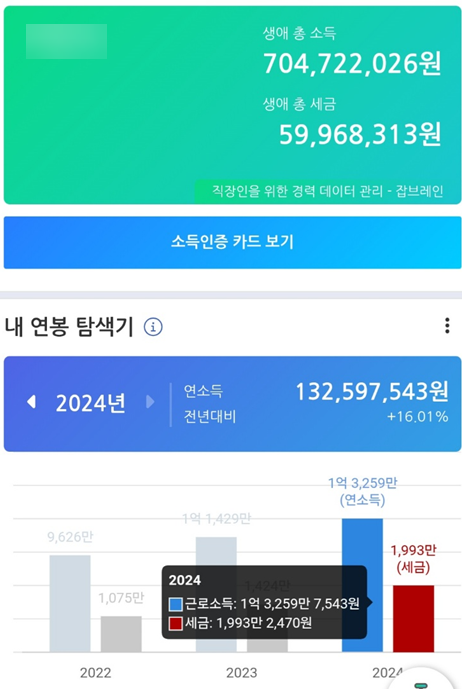 생애 총 소득
704,722,026원
생애 총 세금
59,968,313원
직장인을 위한 경력 데이터 관리 - 잡브레인
소득인증 카드 보기
내 연봉 탐색기
2024년
연소득
132,597,543원
전년대비
+16.01%
1억 3,259만
(연소득)
9,626만
1억 1,429만
1,993만
(세금)
1,075만
1,424만
2024
근로소득: 1억 3,259만 7,543원
세금: 1,993만 2,470원
2022
2023
2024